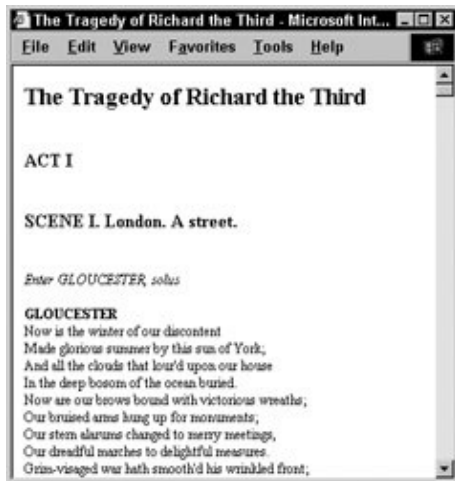 The Tragedy of Richard the Third - Microsoft Int...
File Edit View Favorites Tools Help
The Tragedy of Richard the Third
ACT I
SCENE I. London. A street.
Enter GLOUCESTER, solus
GLOUCESTER
Now is the winter of our discontent
Made glorious summer by this sun of York;
And all the clouds that lour'd upon our house
In the deep bosom of the ocean buried.
Now are our brows bound with victorious wreaths;
Our bruised arms hung up for monuments;
Our stern alarums changed to merry meetings,
Our dreadful marches to delightful measures.
Grim-visaged war hath smooth'd his wrinkled front;